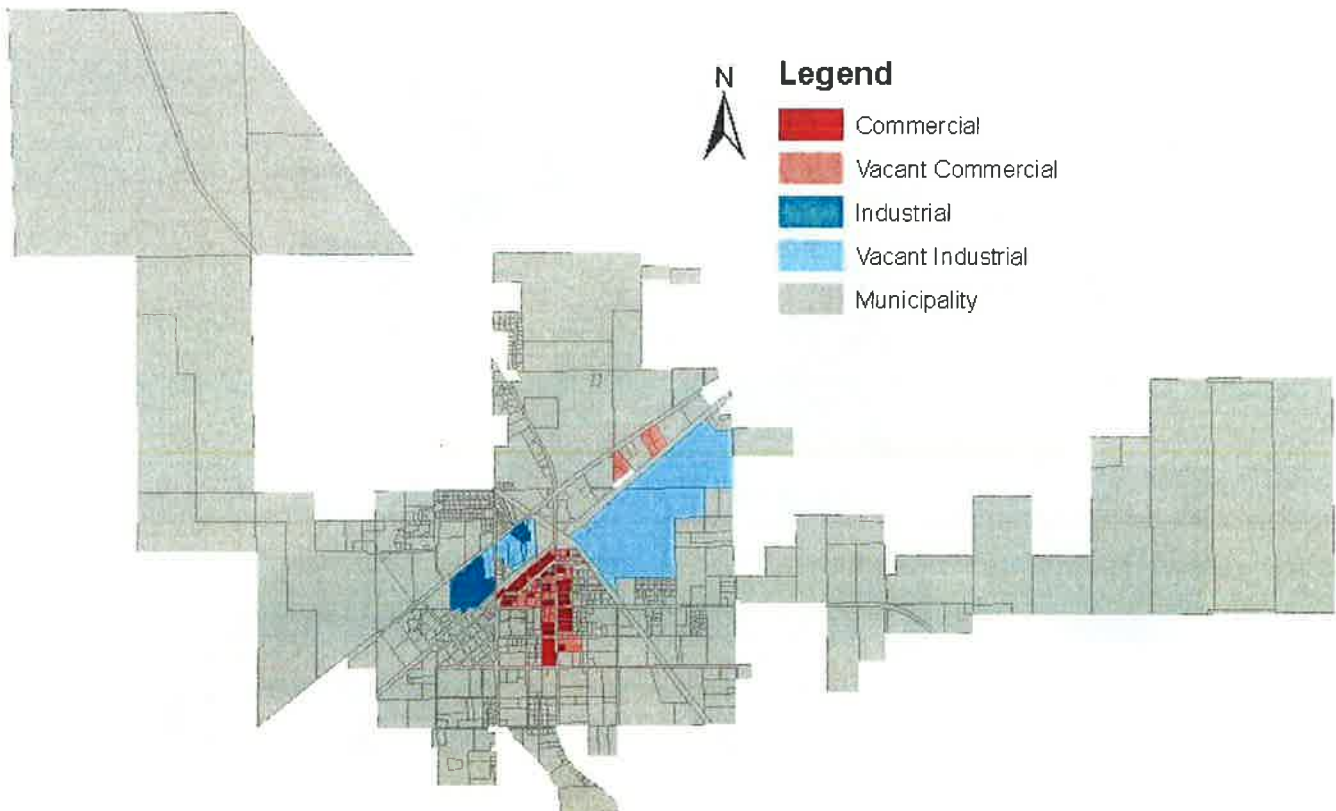 N
Legend
Commercial
Vacant Commercial
Industrial
Vacant Industrial
Municipality